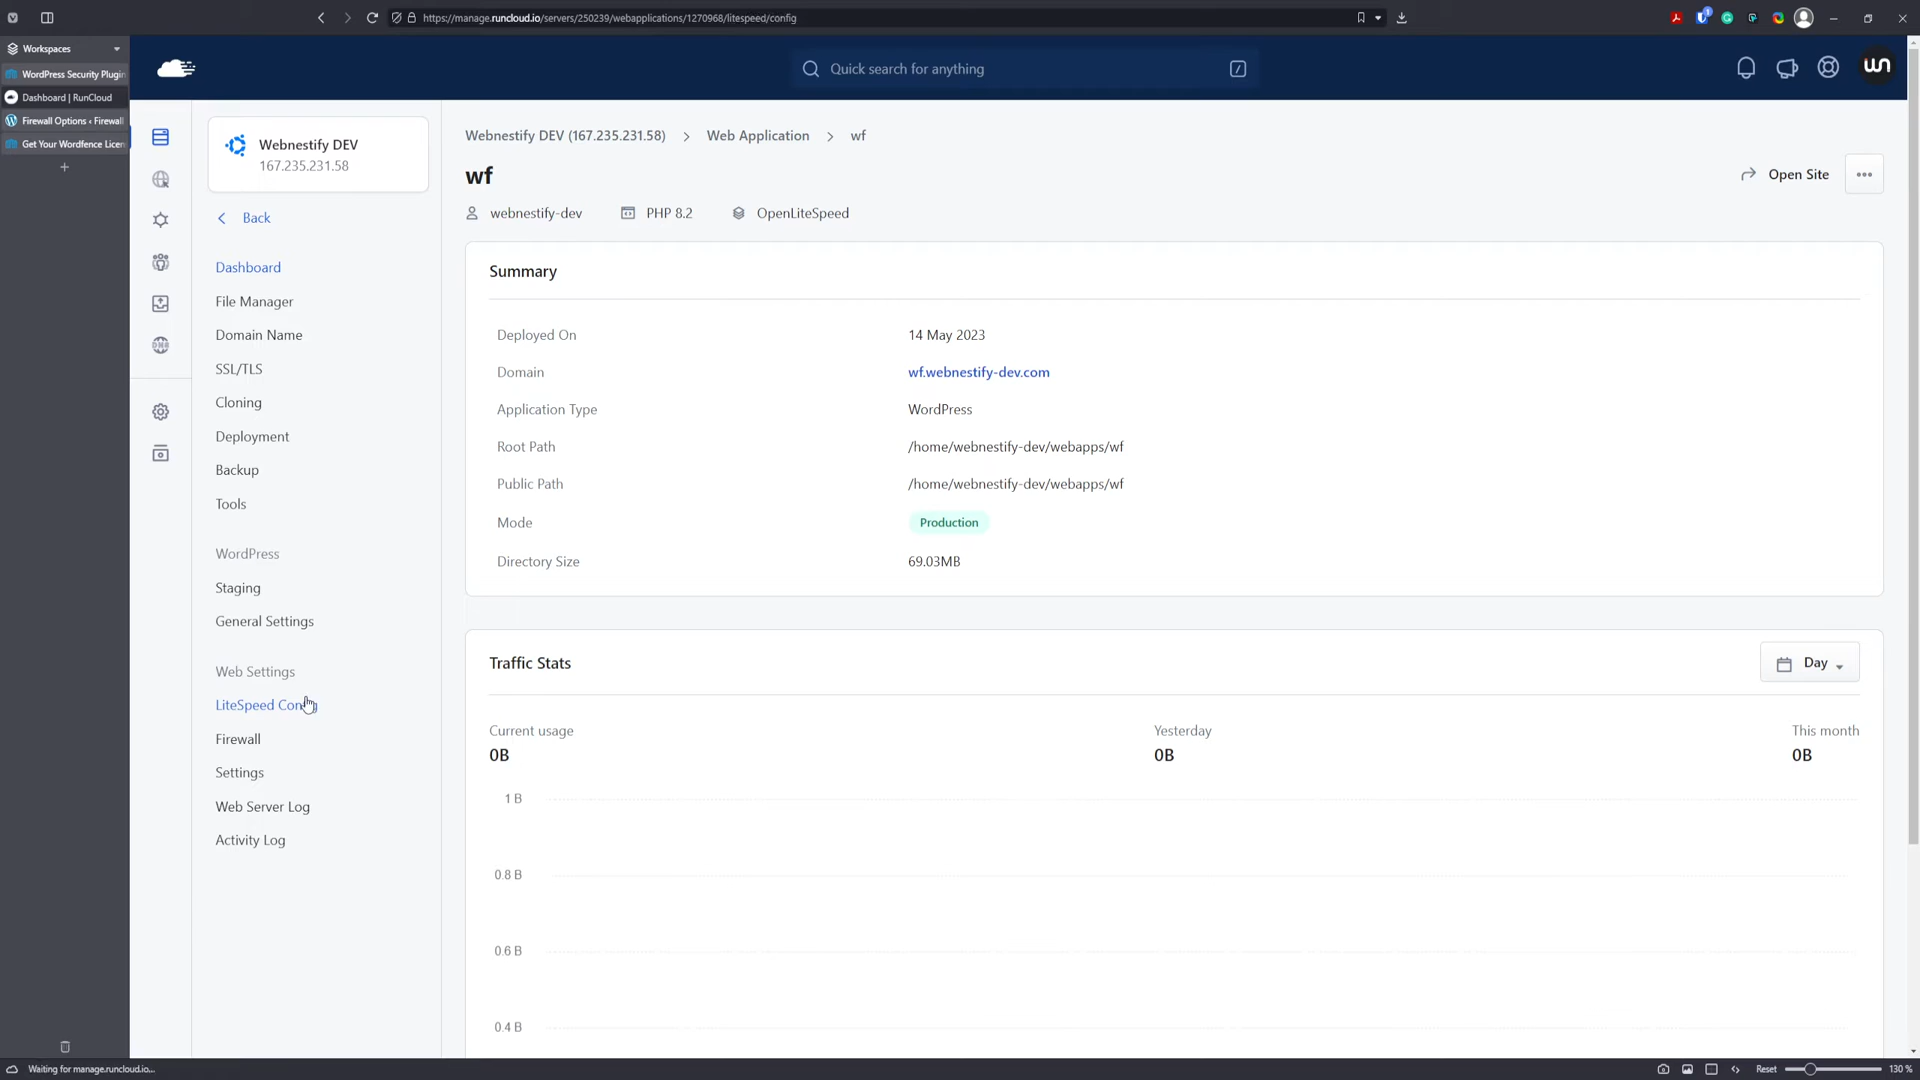 https://manage.runcloud.io/servers/250239/webapplications/1270968/litespeed/config
Workspaces
WordPress Security Plugin
Dashboard | RunCloud
Firewall Options ‹ Firewall
Get Your Wordfence Licen
Quick search for anything
wn
Webnestify DEV
167.235.231.58
Back
Dashboard
File Manager
Domain Name
SSL/TLS
Cloning
Deployment
Backup
Tools
WordPress
Staging
General Settings
Web Settings
LiteSpeed Config
Firewall
Settings
Web Server Log
Activity Log
Webnestify DEV (167.235.231.58) > Web Application > wf
wf
Open Site
webnestify-dev PHP 8.2 OpenLiteSpeed
Summary
Deployed On 14 May 2023
Domain wf.webnestify-dev.com
Application Type WordPress
Root Path /home/webnestify-dev/webapps/wf
Public Path /home/webnestify-dev/webapps/wf
Mode Production
Directory Size 69.03MB
Traffic Stats
Day
Current usage Yesterday This month
0B 0B 0B
1 B
0.8 B
0.6 B
0.4 B
Waiting for manage.runcloud.io...
Reset 130 %